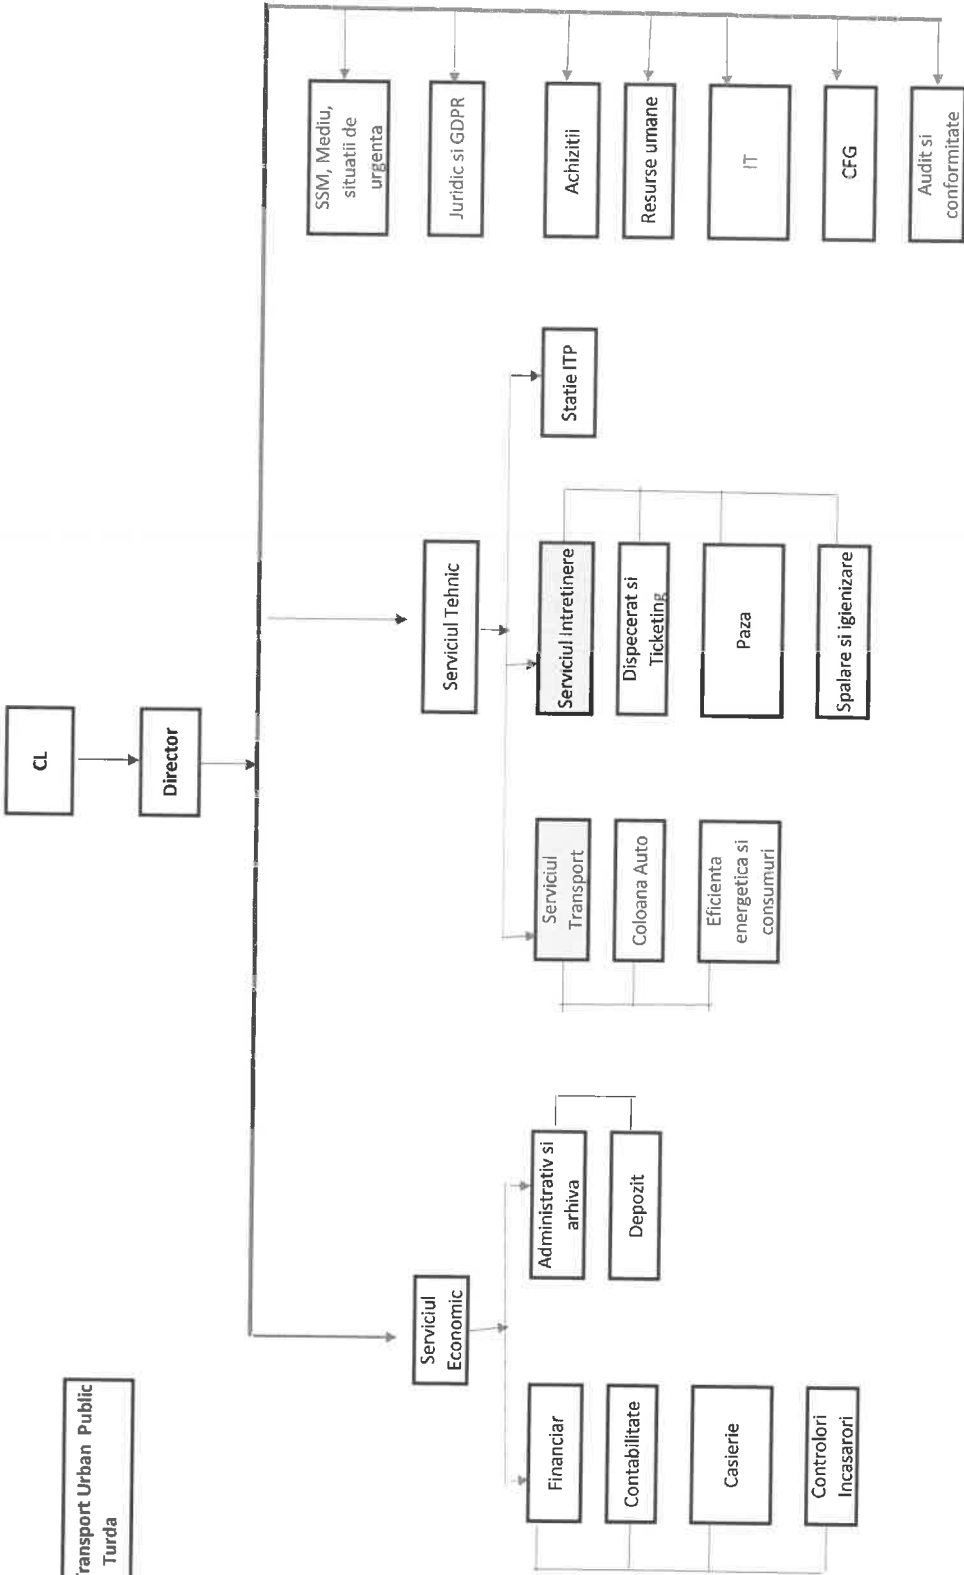 Transport Urban Public
Turda
CL
Director
Serviciul
Economic
Serviciul Tehnic
Financiar
Contabilitate
Casierie
Controlori
Incasarori
Administrativ si
arhiva
Depozit
Serviciul
Transport
Coloana Auto
Eficienta
energetica si
consumuri
Serviciul Intretinere
Dispecerat si
Ticketing
Paza
Spalare si igienizare
Statie ITP
SSM, Mediu,
situatii de
urgenta
Juridic si GDPR
Achizitii
Resurse umane
IT
CFG
Audit si
conformitate